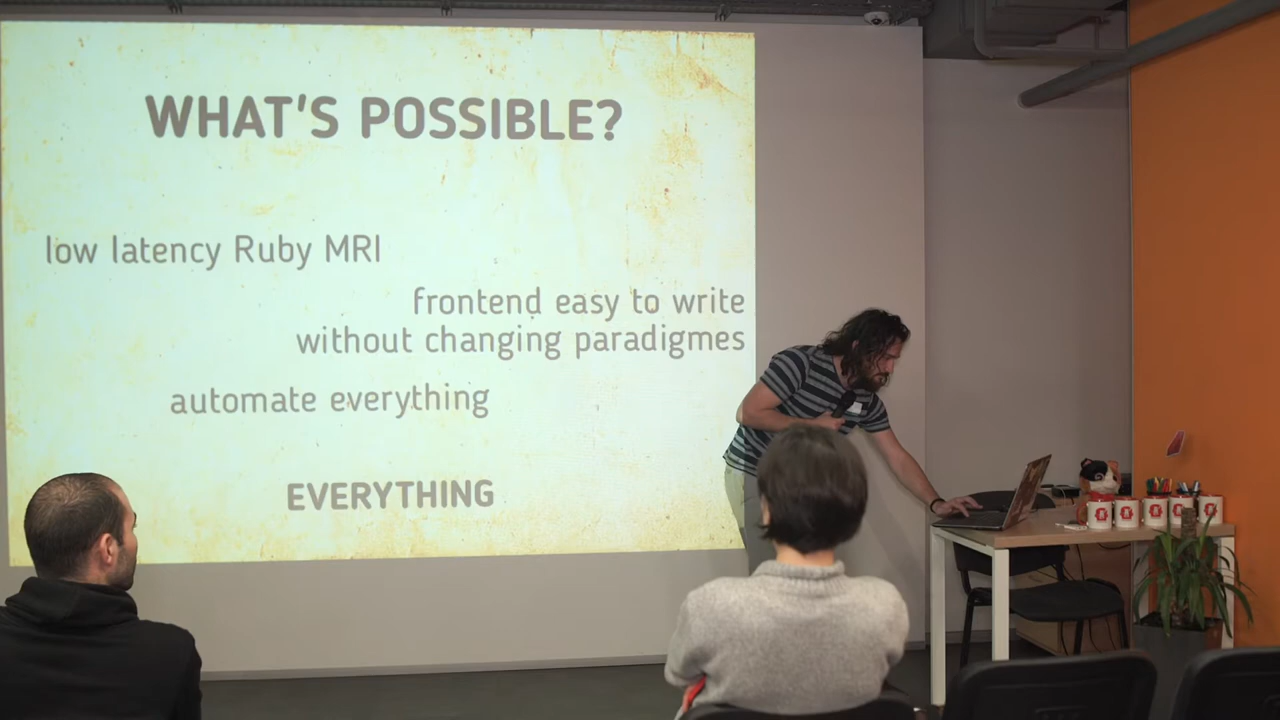 WHAT'S POSSIBLE?
low latency Ruby MRI
frontend easy to write
without changing paradigmes
automate everything
EVERYTHING